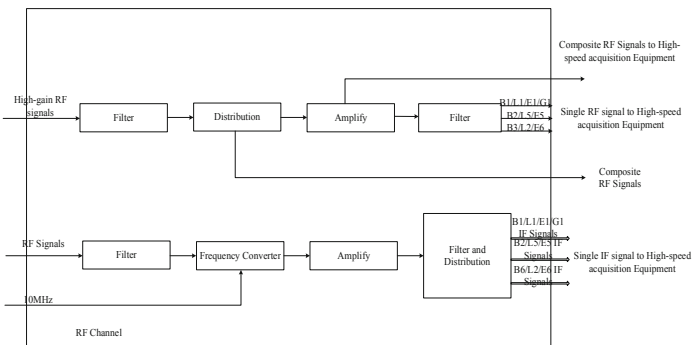 Composite RF Signals to High-
speed acquisition Equipment
High-gain RF
signals
Filter
Distribution
Amplify
Filter
B1/L1/E1/G1
B2/L5/E5
B3/L2/E6
Single RF signal to High-speed
acquisition Equipment
Composite
RF Signals
RF Signals
Filter
Frequency Converter
Amplify
Filter and
Distribution
B1/L1/E1/G1
IF Signals
B2/L5/E5 IF
Signals
B6/L2/E6 IF
Signals
Single IF signal to High-speed
acquisition Equipment
10MHz
RF Channel